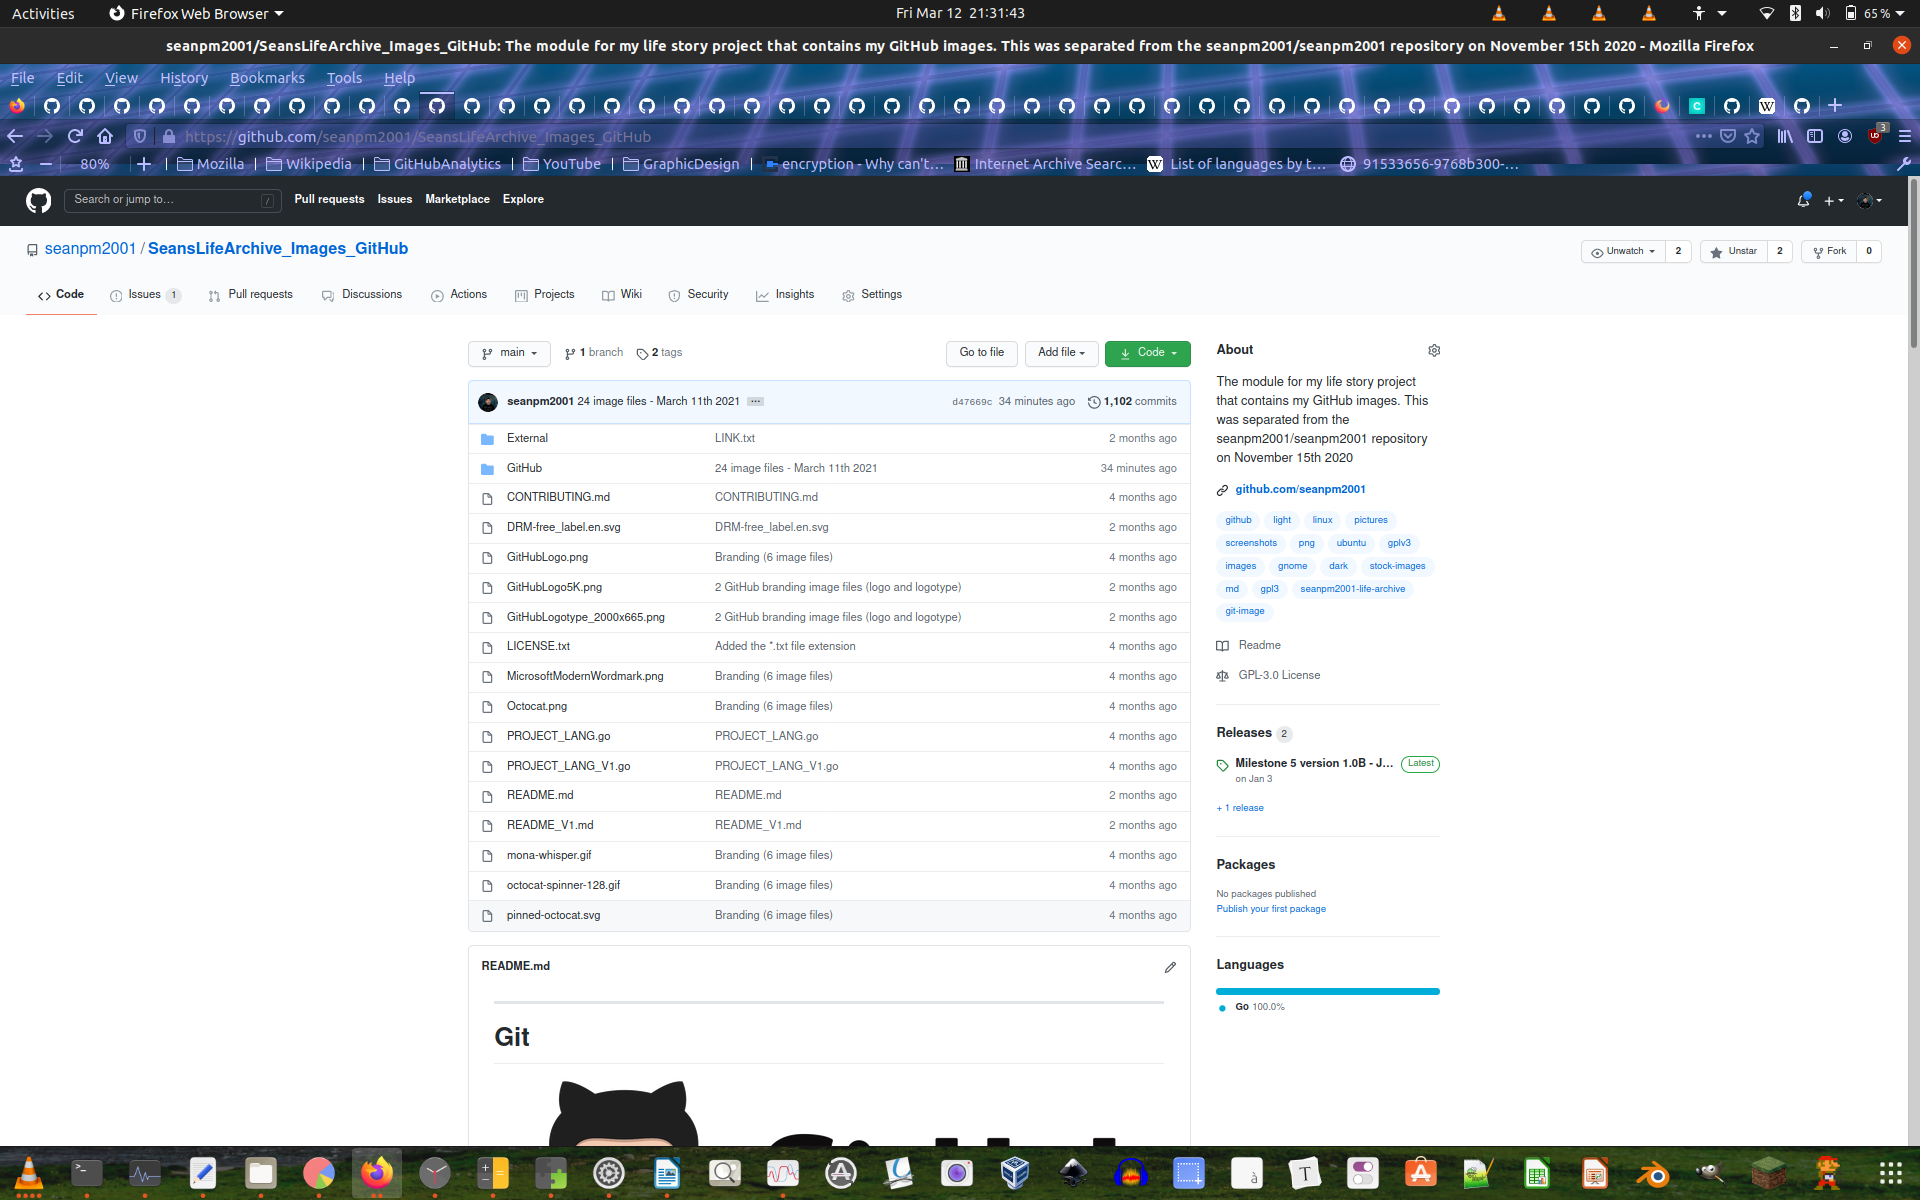 Activities Firefox Web Browser Fri Mar 12 21:31:43 65 %
seanpm2001/SeansLifeArchive_Images_GitHub: The module for my life story project that contains my GitHub images. This was separated from the seanpm2001/seanpm2001 repository on November 15th 2020 - Mozilla Firefox
File Edit View History Bookmarks Tools Help
https://github.com/seanpm2001/SeansLifeArchive_Images_GitHub 3
80% Mozilla Wikipedia GitHubAnalytics YouTube GraphicDesign encryption - Why can't… Internet Archive Searc… List of languages by t… 91533656-9768b300-…
Search or jump to… / Pull requests Issues Marketplace Explore
seanpm2001 / SeansLifeArchive_Images_GitHub Unwatch 2 Unstar 2 Fork 0
Code Issues 1 Pull requests Discussions Actions Projects Wiki Security Insights Settings
main 1 branch 2 tags Go to file Add file Code
seanpm2001 24 image files - March 11th 2021 ... d47669c 34 minutes ago 1,102 commits
External LINK.txt 2 months ago
GitHub 24 image files - March 11th 2021 34 minutes ago
CONTRIBUTING.md CONTRIBUTING.md 4 months ago
DRM-free_label.en.svg DRM-free_label.en.svg 2 months ago
GitHubLogo.png Branding (6 image files) 4 months ago
GitHubLogo5K.png 2 GitHub branding image files (logo and logotype) 2 months ago
GitHubLogotype_2000x665.png 2 GitHub branding image files (logo and logotype) 2 months ago
LICENSE.txt Added the *.txt file extension 4 months ago
MicrosoftModernWordmark.png Branding (6 image files) 4 months ago
Octocat.png Branding (6 image files) 4 months ago
PROJECT_LANG.go PROJECT_LANG.go 4 months ago
PROJECT_LANG_V1.go PROJECT_LANG_V1.go 4 months ago
README.md README.md 2 months ago
README_V1.md README_V1.md 2 months ago
mona-whisper.gif Branding (6 image files) 4 months ago
octocat-spinner-128.gif Branding (6 image files) 4 months ago
pinned-octocat.svg Branding (6 image files) 4 months ago
README.md
Git
About
The module for my life story project
that contains my GitHub images. This
was separated from the
seanpm2001/seanpm2001 repository
on November 15th 2020
github.com/seanpm2001
github light linux pictures
screenshots png ubuntu gplv3
images gnome dark stock-images
md gpl3 seanpm2001-life-archive
git-image
Readme
GPL-3.0 License
Releases 2
Milestone 5 version 1.0B - J... Latest
on Jan 3
+ 1 release
Packages
No packages published
Publish your first package
Languages
Go 100.0%